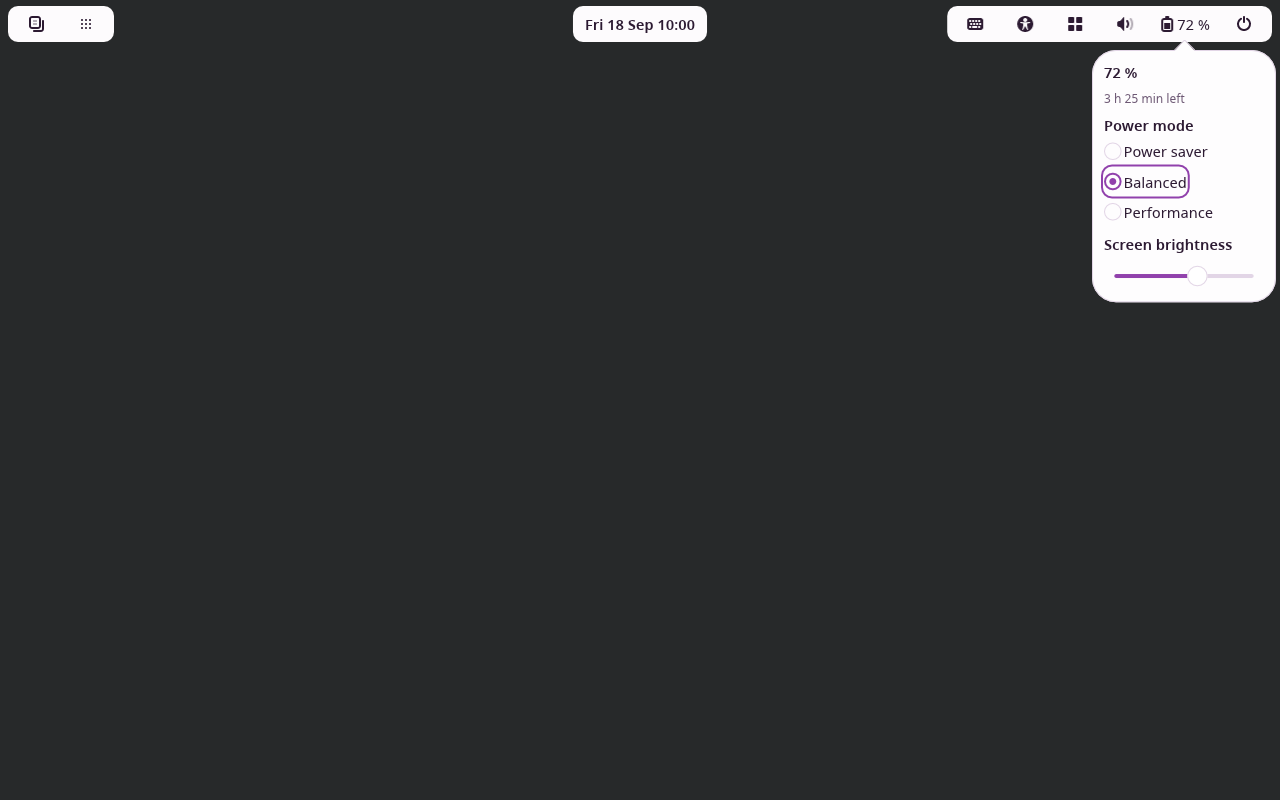 Fri 18 Sep 10:00
72 %
72 %
3 h 25 min left
Power mode
Power saver
Balanced
Performance
Screen brightness